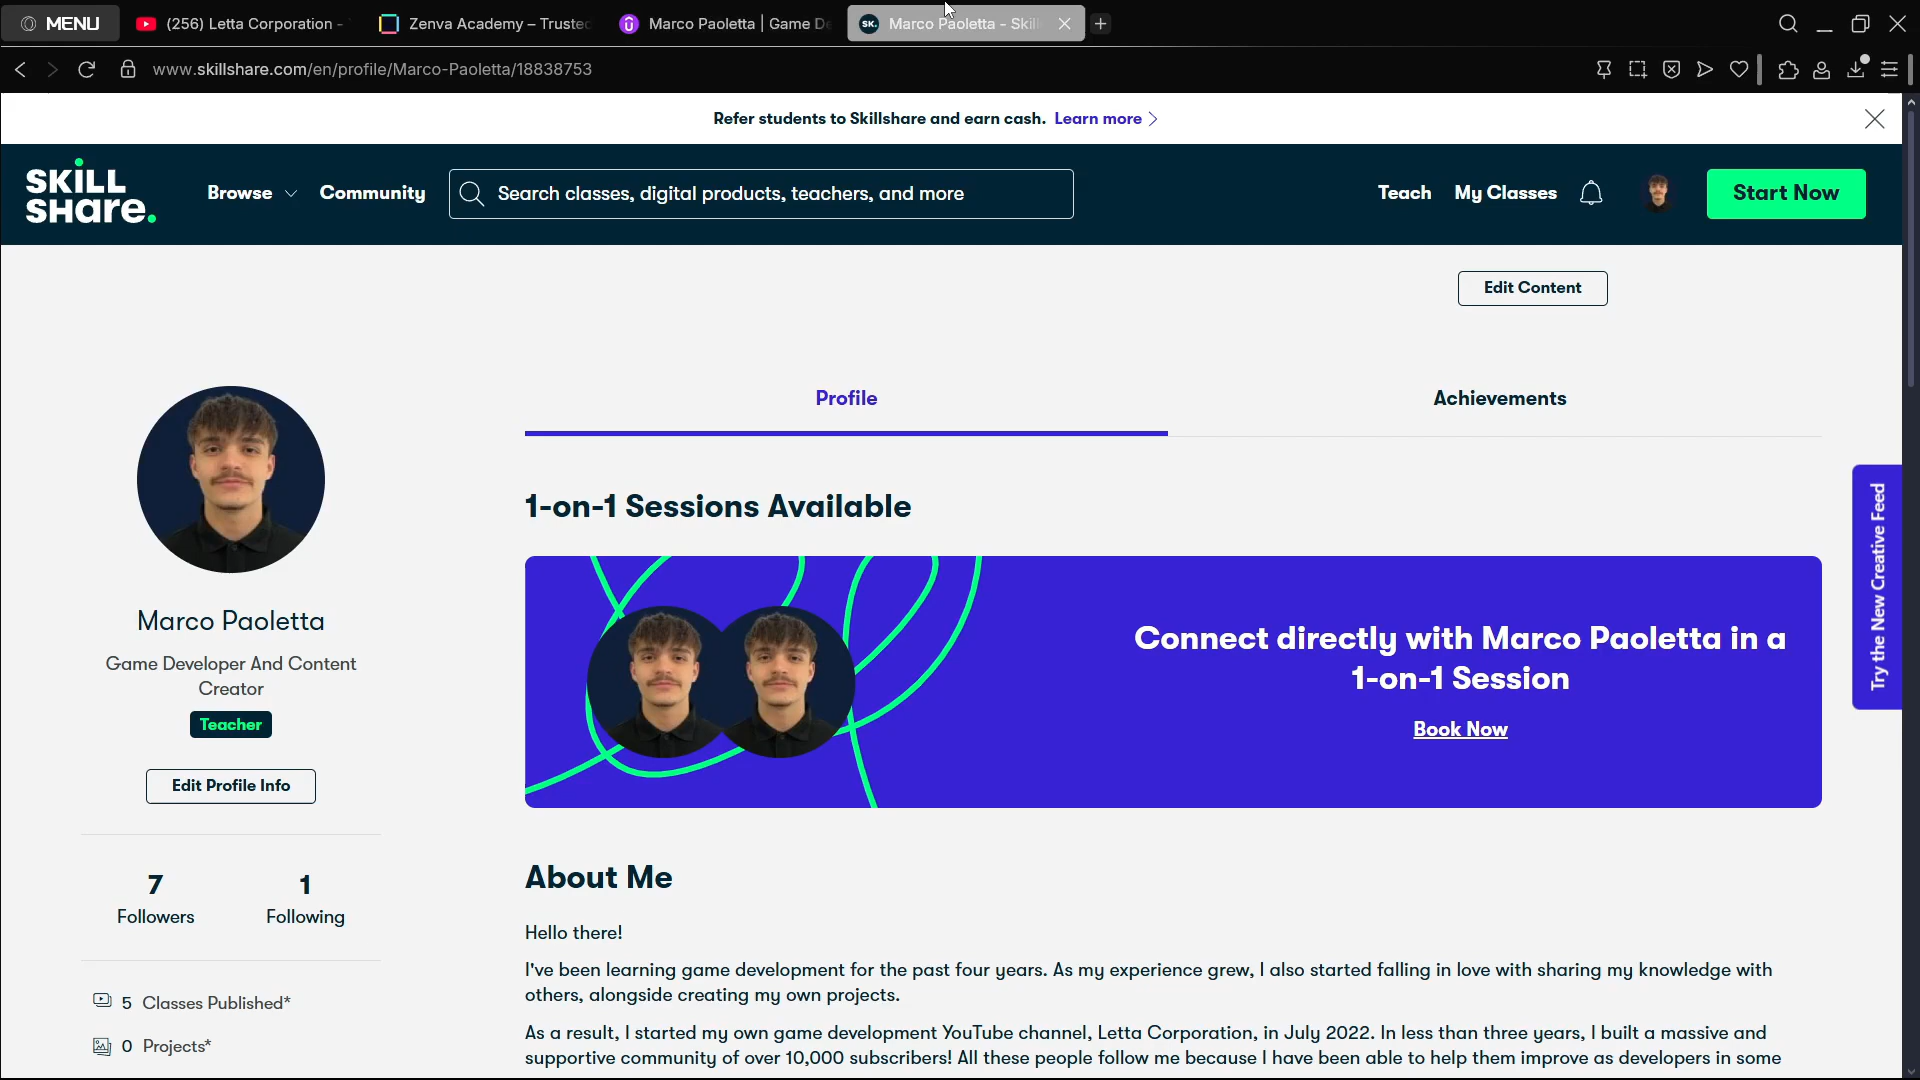 MENU
(256) Letta Corporation -
Zenva Academy – Trusted
Marco Paoletta | Game De
SK.
Marco Paoletta - Skil
www.skillshare.com/en/profile/Marco-Paoletta/18838753
Refer students to Skillshare and earn cash. Learn more
SKILL
SHare.
Browse
Community
Search classes, digital products, teachers, and more
Teach
My Classes
Start Now
Edit Content
Profile
Achievements
1-on-1 Sessions Available
Connect directly with Marco Paoletta in a
1-on-1 Session
Book Now
Try the New Creative Feed
Marco Paoletta
Game Developer And Content
Creator
Teacher
Edit Profile Info
7
Followers
1
Following
5 Classes Published*
0 Projects*
About Me
Hello there!
I've been learning game development for the past four years. As my experience grew, I also started falling in love with sharing my knowledge with
others, alongside creating my own projects.
As a result, I started my own game development YouTube channel, Letta Corporation, in July 2022. In less than three years, I built a massive and
supportive community of over 10,000 subscribers! All these people follow me because I have been able to help them improve as developers in some